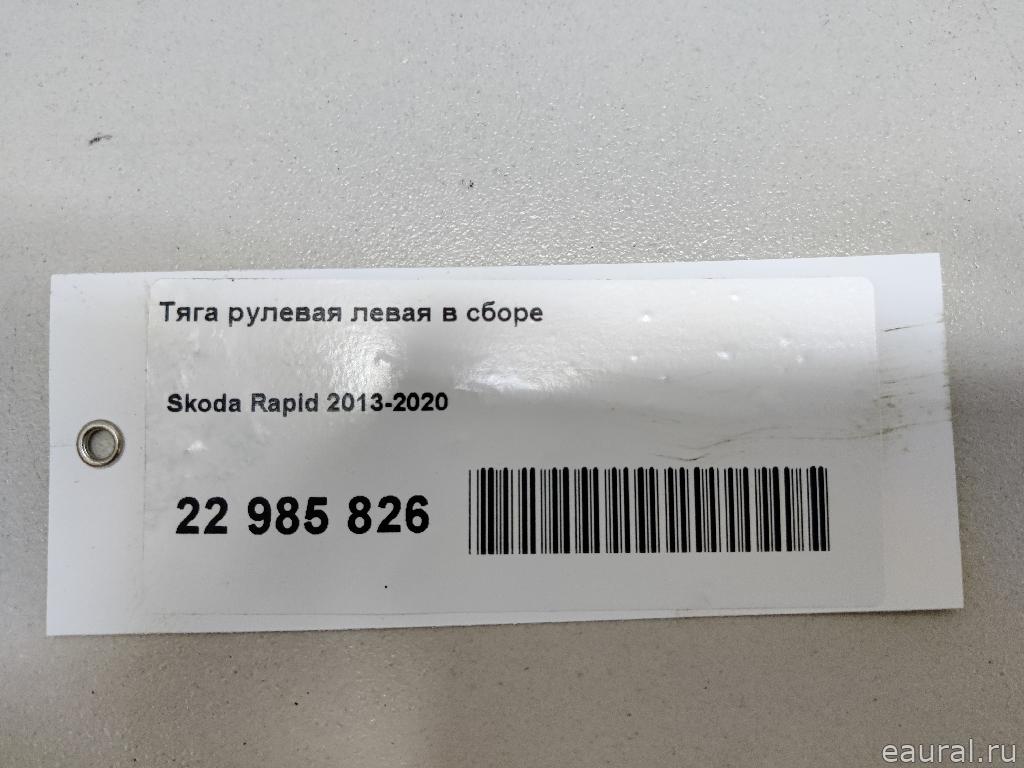 Тяга рулевая левая в сборе
Skoda Rapid 2013-2020
22 985 826
eaural.ru